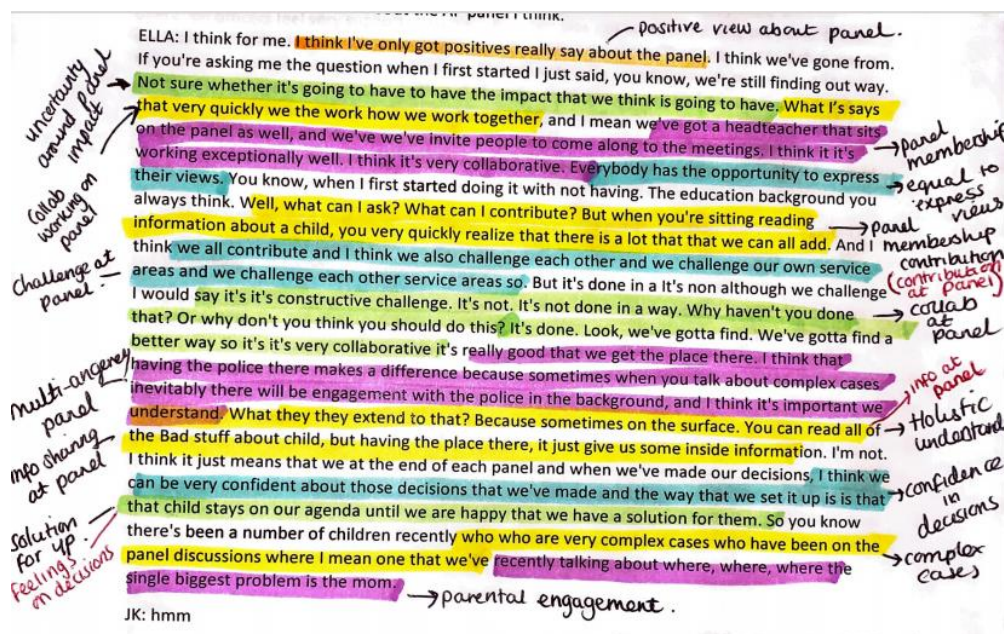 positive view about panel.
ELLA: I think for me. I think I've only got positives really say about the panel. I think we've gone from.
If you're asking me the question when I first started I just said, you know, we're still finding out way.
Not sure whether it's going to have to have the impact that we think is going to have. What I's says
that very quickly we the work how we work together, and I mean we've got a headteacher that sits
on the panel as well, and we've we've invite people to come along to the meetings. I think it it's
working exceptionally well. I think it's very collaborative. Everybody has the opportunity to express
their views. You know, when I first started doing it with not having. The education background you
always think. Well, what can I ask? What can I contribute? But when you're sitting reading
information about a child, you very quickly realize that there is a lot that that we can all add. And I
think we all contribute and I think we also challenge each other and we challenge our own service
areas and we challenge each other service areas so. But it's done in a It's non although we challenge
I would say it's it's constructive challenge. It's not. It's not done in a way. Why haven't you done
that? Or why don't you think you should do this? It's done. Look, we've gotta find. We've gotta find a
better way so it's it's very collaborative it's really good that we get the place there. I think that
having the police there makes a difference because sometimes when you talk about complex cases
inevitably there will be engagement with the police in the background, and I think it's important we
understand. What they they extend to that? Because sometimes on the surface. You can read all of
the Bad stuff about child, but having the place there, it just give us some inside information. I'm not.
I think it just means that we at the end of each panel and when we've made our decisions, I think we
can be very confident about those decisions that we've made and the way that we set it up is is that
that child stays on our agenda until we are happy that we have a solution for them. So you know
there's been a number of children recently who who are very complex cases who have been on the
panel discussions where I mean one that we've recently talking about where, where, where the
single biggest problem is the mom.
JK: hmm
uncertainty
around panel
impact
Collab
working on
panel
Challenge at
panel
multi-angency
panel
info sharing
at panel
solution
for yp.
Feelings
on decisions
panel
membership
equal to
express
views
panel
membership
contribution
(contribution
at panel)
collab
at
panel
info at
panel
Holistic
understand
confidence
in
decisions
complex
cases
parental engagement.